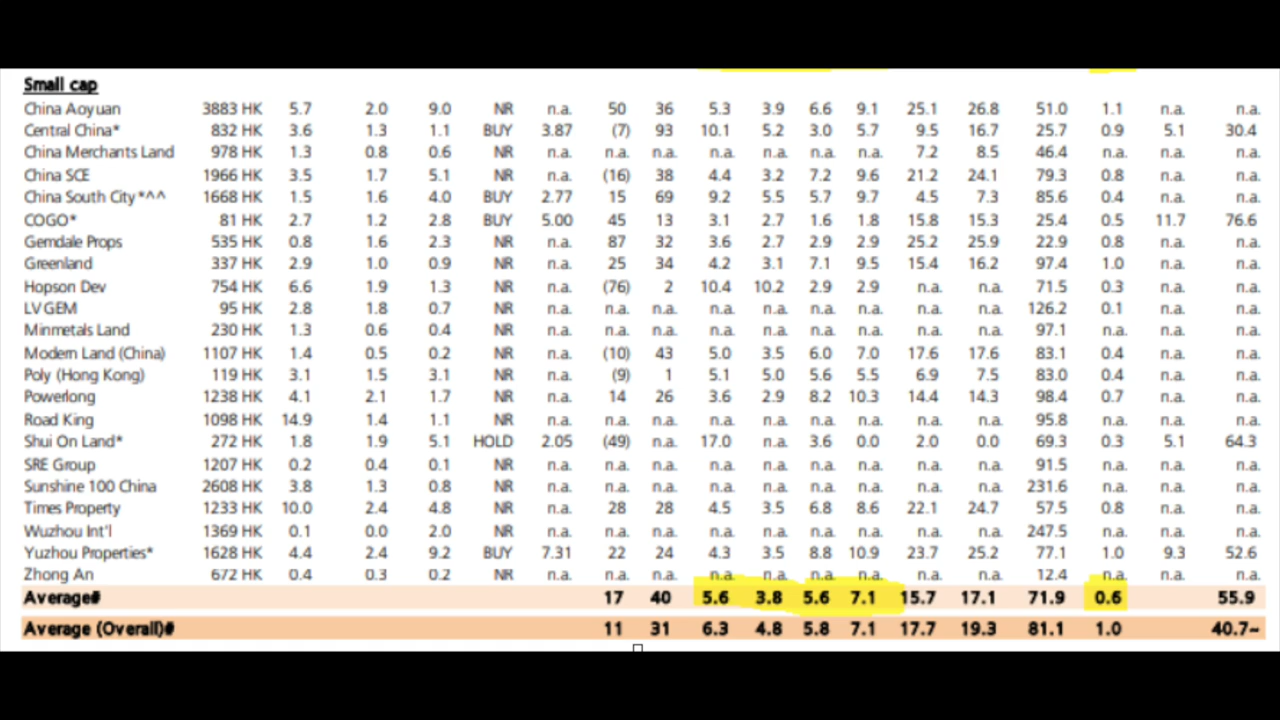 Small cap
China Aoyuan 3883 HK 5.7 2.0 9.0 NR n.a. 50 36 5.3 3.9 6.6 9.1 25.1 26.8 51.0 1.1 n.a. n.a.
Central China* 832 HK 3.6 1.3 1.1 BUY 3.87 (7) 93 10.1 5.2 3.0 5.7 9.5 16.7 25.7 0.9 5.1 30.4
China Merchants Land 978 HK 1.3 0.8 0.6 NR n.a. n.a. n.a. n.a. n.a. n.a. n.a. 7.2 8.5 46.4 n.a. n.a. n.a.
China SCE 1966 HK 3.5 1.7 5.1 NR n.a. (16) 38 4.4 3.2 7.2 9.6 21.2 24.1 79.3 0.8 n.a. n.a.
China South City*^^ 1668 HK 1.5 1.6 4.0 BUY 2.77 15 69 9.2 5.5 5.7 9.7 4.5 7.3 85.6 0.4 n.a. n.a.
COGO* 81 HK 2.7 1.2 2.8 BUY 5.00 45 13 3.1 2.7 1.6 1.8 15.8 15.3 25.4 0.5 11.7 76.6
Gemdale Props 535 HK 0.8 1.6 2.3 NR n.a. 87 32 3.6 2.7 2.9 2.9 25.2 25.9 22.9 0.8 n.a. n.a.
Greenland 337 HK 2.9 1.0 0.9 NR n.a. 25 34 4.2 3.1 7.1 9.5 15.4 16.2 97.4 1.0 n.a. n.a.
Hopson Dev 754 HK 6.6 1.9 1.3 NR n.a. (76) 2 10.4 10.2 2.9 2.9 n.a. n.a. 71.5 0.3 n.a. n.a.
LVGEM 95 HK 2.8 1.8 0.7 NR n.a. n.a. n.a. n.a. n.a. n.a. n.a. n.a. n.a. 126.2 0.1 n.a. n.a.
Minmetals Land 230 HK 1.3 0.6 0.4 NR n.a. n.a. n.a. n.a. n.a. n.a. n.a. n.a. n.a. 97.1 n.a. n.a. n.a.
Modern Land (China) 1107 HK 1.4 0.5 0.2 NR n.a. (10) 43 5.0 3.5 6.0 7.0 17.6 17.6 83.1 0.4 n.a. n.a.
Poly (Hong Kong) 119 HK 3.1 1.5 3.1 NR n.a. (9) 1 5.1 5.0 5.6 5.5 6.9 7.5 83.0 0.4 n.a. n.a.
Powerlong 1238 HK 4.1 2.1 1.7 NR n.a. 14 26 3.6 2.9 8.2 10.3 14.4 14.3 98.4 0.7 n.a. n.a.
Road King 1098 HK 14.9 1.4 1.1 NR n.a. n.a. n.a. n.a. n.a. n.a. n.a. n.a. n.a. 95.8 n.a. n.a. n.a.
Shui On Land* 272 HK 1.8 1.9 5.1 HOLD 2.05 (49) n.a. 17.0 n.a. 3.6 0.0 2.0 0.0 69.3 0.3 5.1 64.3
SRE Group 1207 HK 0.2 0.4 0.1 NR n.a. n.a. n.a. n.a. n.a. n.a. n.a. n.a. n.a. 91.5 n.a. n.a. n.a.
Sunshine 100 China 2608 HK 3.8 1.3 0.8 NR n.a. n.a. n.a. n.a. n.a. n.a. n.a. n.a. n.a. 231.6 n.a. n.a. n.a.
Times Property 1233 HK 10.0 2.4 4.8 NR n.a. 28 28 4.5 3.5 6.8 8.6 22.1 24.7 57.5 0.8 n.a. n.a.
Wuzhou Int'l 1369 HK 0.1 0.0 2.0 NR n.a. n.a. n.a. n.a. n.a. n.a. n.a. n.a. n.a. 247.5 n.a. n.a. n.a.
Yuzhou Properties* 1628 HK 4.4 2.4 9.2 BUY 7.31 22 24 4.3 3.5 8.8 10.9 23.7 25.2 77.1 1.0 9.3 52.6
Zhong An 672 HK 0.4 0.3 0.2 NR n.a. n.a. n.a. n.a. n.a. n.a. n.a. n.a. n.a. 12.4 n.a. n.a. n.a.
Average# 17 40 5.6 3.8 5.6 7.1 15.7 17.1 71.9 0.6 55.9
Average (Overall)# 11 31 6.3 4.8 5.8 7.1 17.7 19.3 81.1 1.0 40.7~